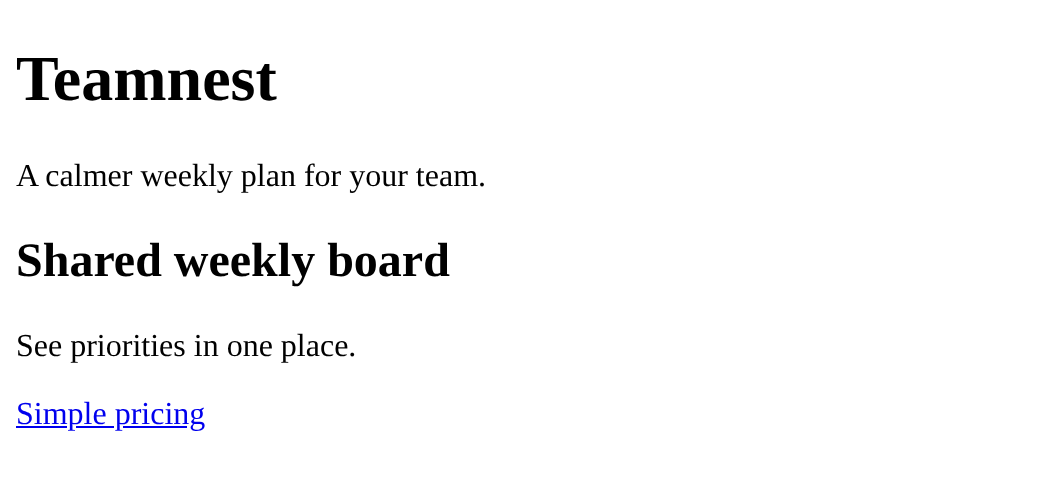 Teamnest
A calmer weekly plan for your team.
Shared weekly board
See priorities in one place.
Simple pricing